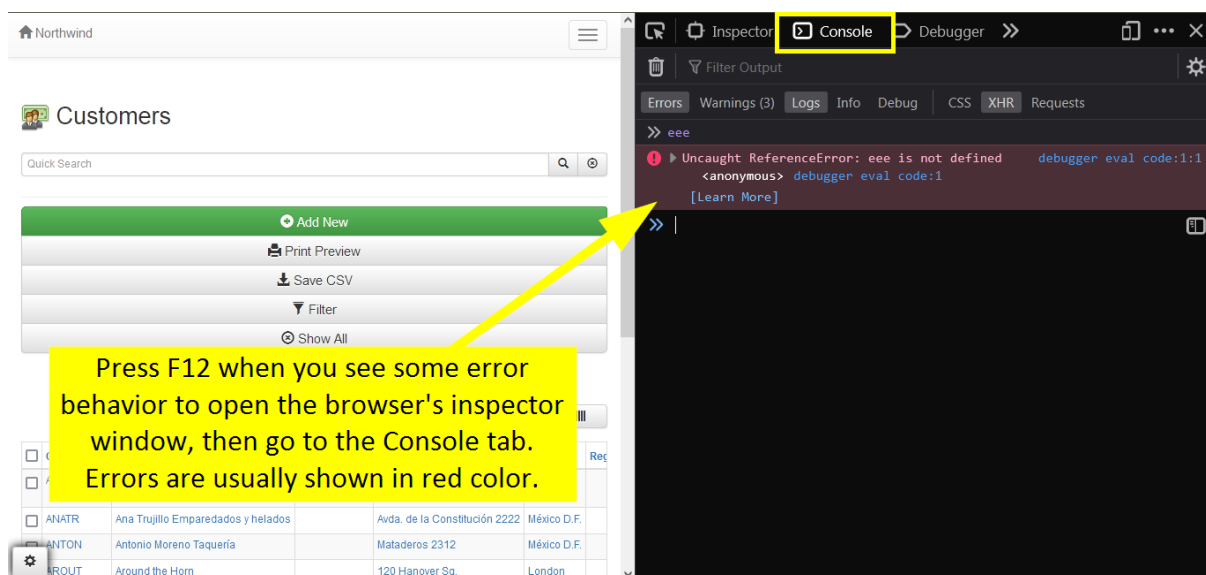 Northwind
Customers
Quick Search
Add New
Print Preview
Save CSV
Filter
Show All
Press F12 when you see some error
behavior to open the browser's inspector
window, then go to the Console tab.
Errors are usually shown in red color.
ANATR Ana Trujillo Emparedados y helados Avda. de la Constitución 2222 México D.F.
ANTON Antonio Moreno Taquería Mataderos 2312 México D.F.
AROUT Around the Horn 120 Hanover Sq. London
Inspector Console Debugger
Filter Output
Errors Warnings (3) Logs Info Debug CSS XHR Requests
eee
Uncaught ReferenceError: eee is not defined debugger eval code:1:1
<anonymous> debugger eval code:1
[Learn More]